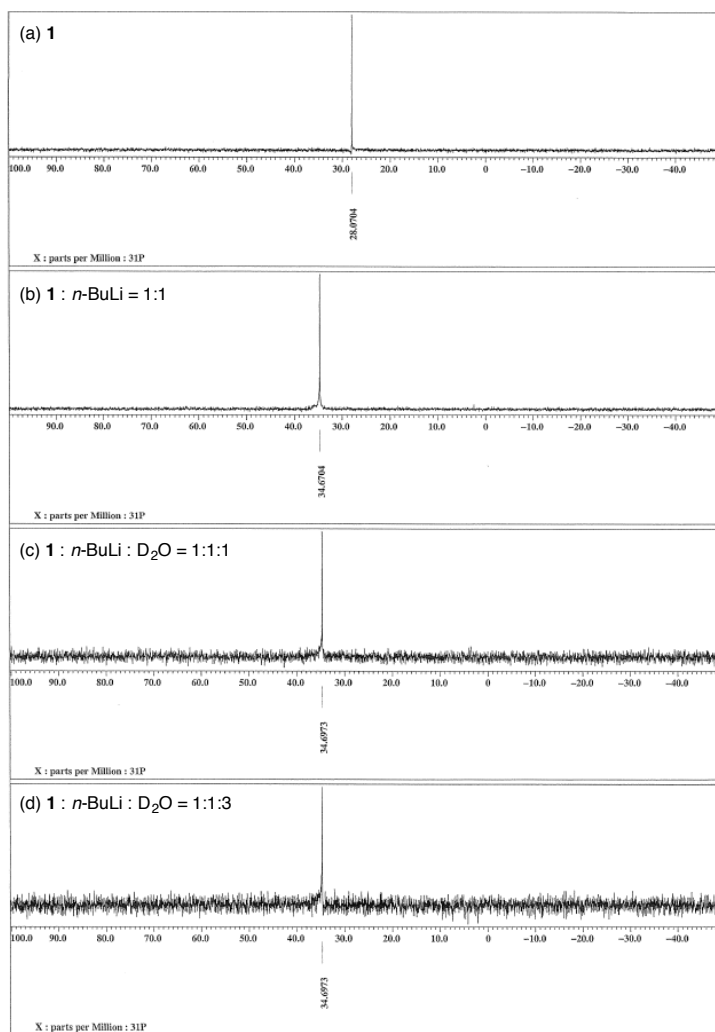 (a) 1
100.0 90.0 80.0 70.0 60.0 50.0 40.0 30.0 20.0 10.0 0 −10.0 −20.0 −30.0 −40.0
28.0704
X : parts per Million : 31P
(b) 1 : n-BuLi = 1:1
90.0 80.0 70.0 60.0 50.0 40.0 30.0 20.0 10.0 0 −10.0 −20.0 −30.0 −40.0
34.6704
X : parts per Million : 31P
(c) 1 : n-BuLi : D₂O = 1:1:1
100.0 90.0 80.0 70.0 60.0 50.0 40.0 30.0 20.0 10.0 0 −10.0 −20.0 −30.0 −40.0
34.6973
X : parts per Million : 31P
(d) 1 : n-BuLi : D₂O = 1:1:3
100.0 90.0 80.0 70.0 60.0 50.0 40.0 30.0 20.0 10.0 0 −10.0 −20.0 −30.0 −40.0
34.6973
X : parts per Million : 31P